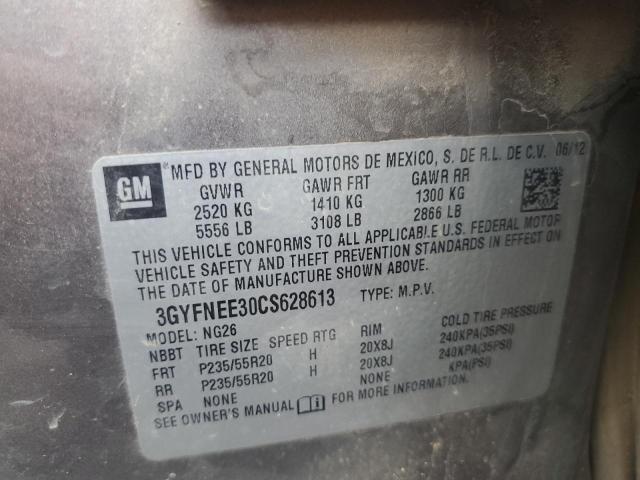 GM
MFD BY GENERAL MOTORS DE MEXICO, S. DE R.L. DE C.V. 06/12
GVWR GAWR FRT GAWR RR
2520 KG 1410 KG 1300 KG
5556 LB 3108 LB 2866 LB
THIS VEHICLE CONFORMS TO ALL APPLICABLE U.S. FEDERAL MOTOR
VEHICLE SAFETY AND THEFT PREVENTION STANDARDS IN EFFECT ON
THE DATE OF MANUFACTURE SHOWN ABOVE.
3GYFNEE30CS628613 TYPE: M.P.V.
MODEL: NG26
NBBT TIRE SIZE SPEED RTG RIM COLD TIRE PRESSURE
FRT P235/55R20 H 20X8J 240KPA(35PSI)
RR P235/55R20 H 20X8J 240KPA(35PSI)
SPA NONE NONE KPA(PSI)
SEE OWNER'S MANUAL FOR MORE INFORMATION.